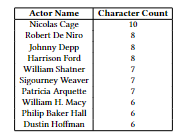 Actor Name Character Count
Nicolas Cage 10
Robert De Niro 8
Johnny Depp 8
Harrison Ford 8
William Shatner 7
Sigourney Weaver 7
Patricia Arquette 7
William H. Macy 6
Philip Baker Hall 6
Dustin Hoffman 6